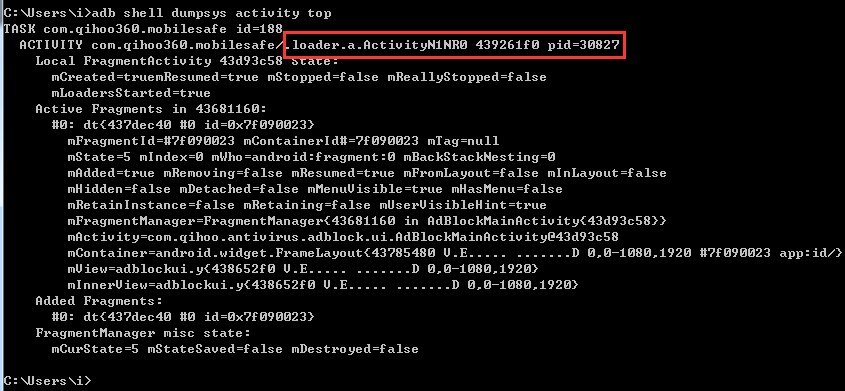 C:\Users\i>adb shell dumpsys activity top
TASK com.qihoo360.mobilesafe id=188
ACTIVITY com.qihoo360.mobilesafe/.loader.a.ActivityN1NR0 439261f0 pid=30827
Local FragmentActivity 43d93c58 State:
mCreated=truemResumed=true mStopped=false mReallyStopped=false
mLoadersStarted=true
Active Fragments in 43681160:
#0: dt{437dec40 #0 id=0x7f090023}
mFragmentId=#7f090023 mContainerId#=7f090023 mTag=null
mState=5 mIndex=0 mWho=android:fragment:0 mBackStackNesting=0
mAdded=true mRemoving=false mResumed=true mFromLayout=false mInLayout=false
mHidden=false mDetached=false mMenuVisible=true mHasMenu=false
mRetainInstance=false mRetaining=false mUserVisibleHint=true
mFragmentManager=FragmentManager{43681160 in AdBlockMainActivity{43d93c58}}
mActivity=com.qihoo.antivirus.adblock.ui.AdBlockMainActivity@43d93c58
mContainer=android.widget.FrameLayout{43785480 V.E..... .......D 0,0-1080,1920 #7f090023 app:id/}
mView=adblockui.y{438652f0 V.E..... .......D 0,0-1080,1920}
mInnerView=adblockui.y{438652f0 V.E..... .......D 0,0-1080,1920}
Added Fragments:
#0: dt{437dec40 #0 id=0x7f090023}
FragmentManager misc state:
mCurState=5 mStateSaved=false mDestroyed=false
C:\Users\i>